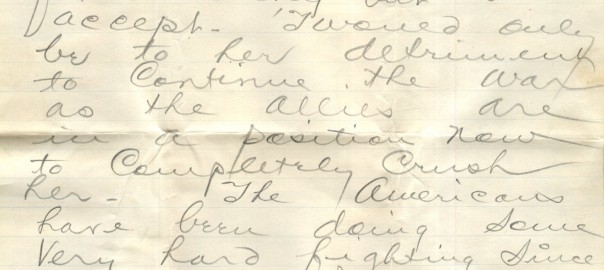 accept. 'Twould only
be to her detriment
to Continue the war
as the Allies are
in a position now
to Completely Crush
her. The Americans
have been doing some
Very hard fighting Since